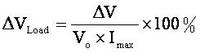 ΔV_Load = ΔV / (V_o × I_max) × 100 %